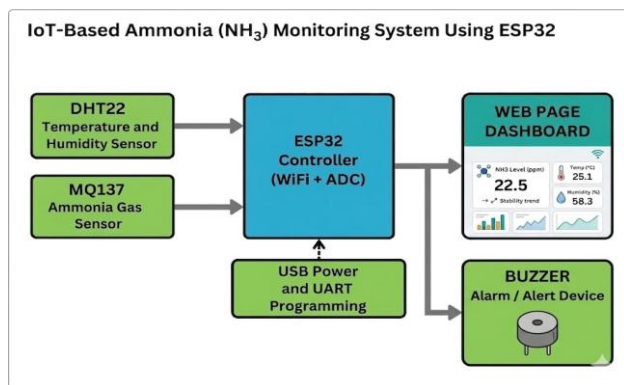 IoT-Based Ammonia (NH₃) Monitoring System Using ESP32
DHT22
Temperature and
Humidity Sensor
MQ137
Ammonia Gas
Sensor
ESP32
Controller
(WiFi + ADC)
USB Power
and UART
Programming
WEB PAGE
DASHBOARD
NH3 Level (ppm)
22.5
Stability trend
Temp (°C)
25.1
Humidity (%)
58.3
BUZZER
Alarm / Alert Device